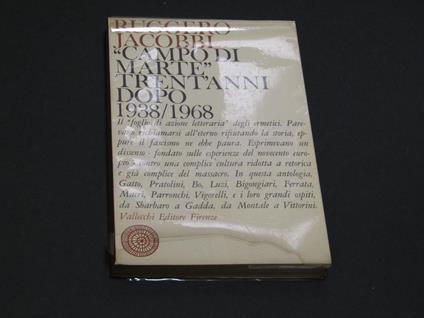 RUGGERO
JACOBBI
“CAMPO DI
MARTE”
TRENT'ANNI
DOPO
1938/1968
Il "foglio di azione letteraria" degli ermetici. Pare-
vano richiamarsi all'eterno rifiutando la storia, ep-
pure il fascismo ne ebbe paura. Esprimevano un
dissenso - fondato sulle esperienze del novecento euro-
peo - contro una complice cultura ridotta a retorica
e già complice del massacro. In questa antologia,
Gatto, Pratolini, Bo, Luzi, Bigongiari, Ferrata,
Macrí, Parronchi, Vigorelli, e i loro grandi ospiti,
da Sbarbaro a Gadda, da Montale a Vittorini.
Vallecchi Editore Firenze